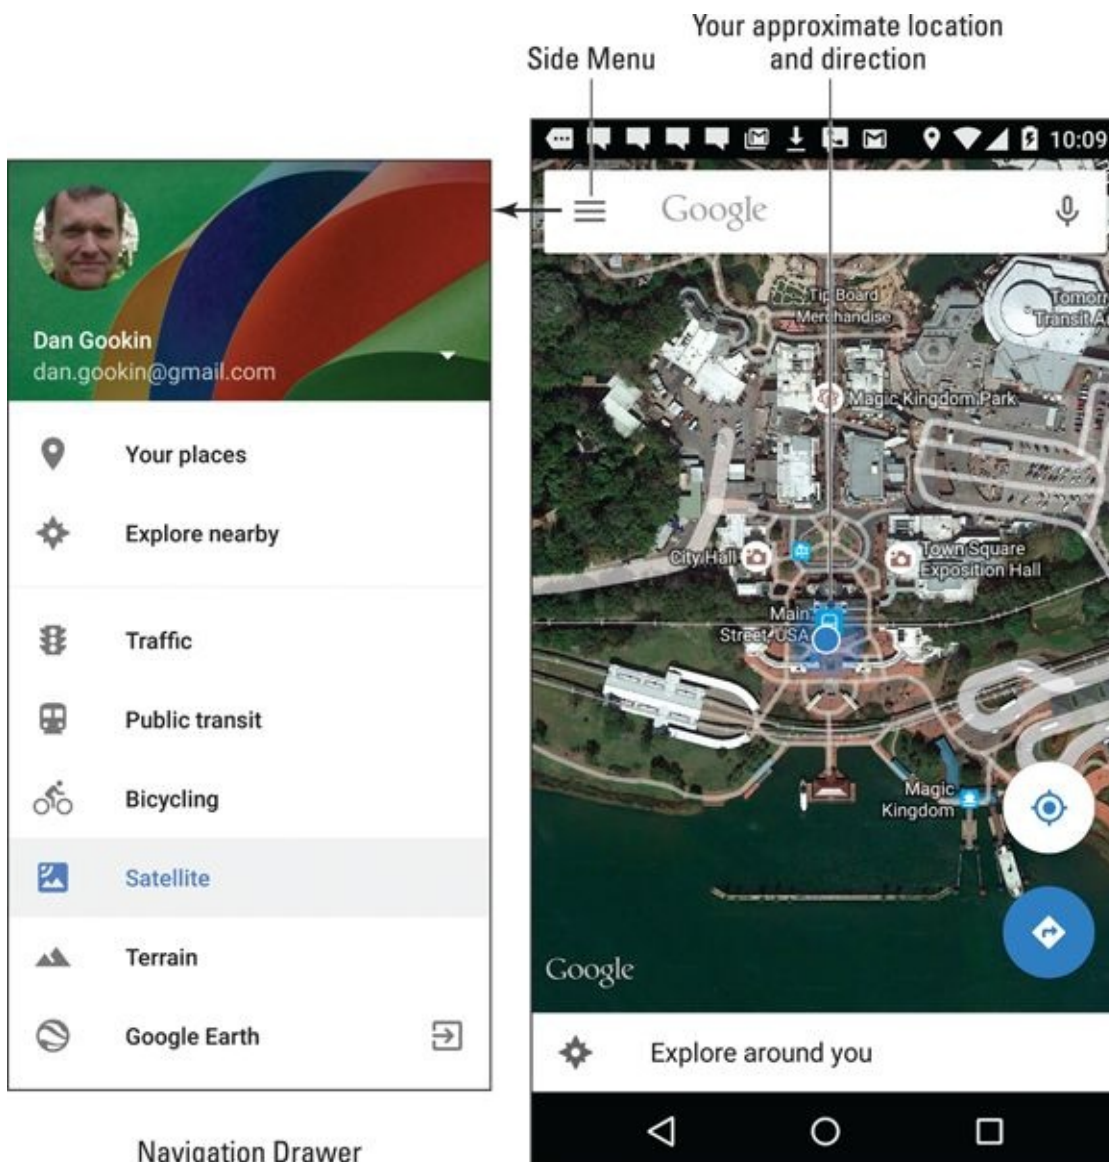 Your approximate location
and direction
Side Menu
10:09
Google
Dan Gookin
dan.gookin@gmail.com
Your places
Explore nearby
Traffic
Public transit
Bicycling
Satellite
Terrain
Google Earth
Navigation Drawer
Tip Board
Merchandise
Tomorr
Transit A
Magic Kingdom Park
City Hall
Town Square
Exposition Hall
Main
Street, USA
Magic
Kingdom
Google
Explore around you